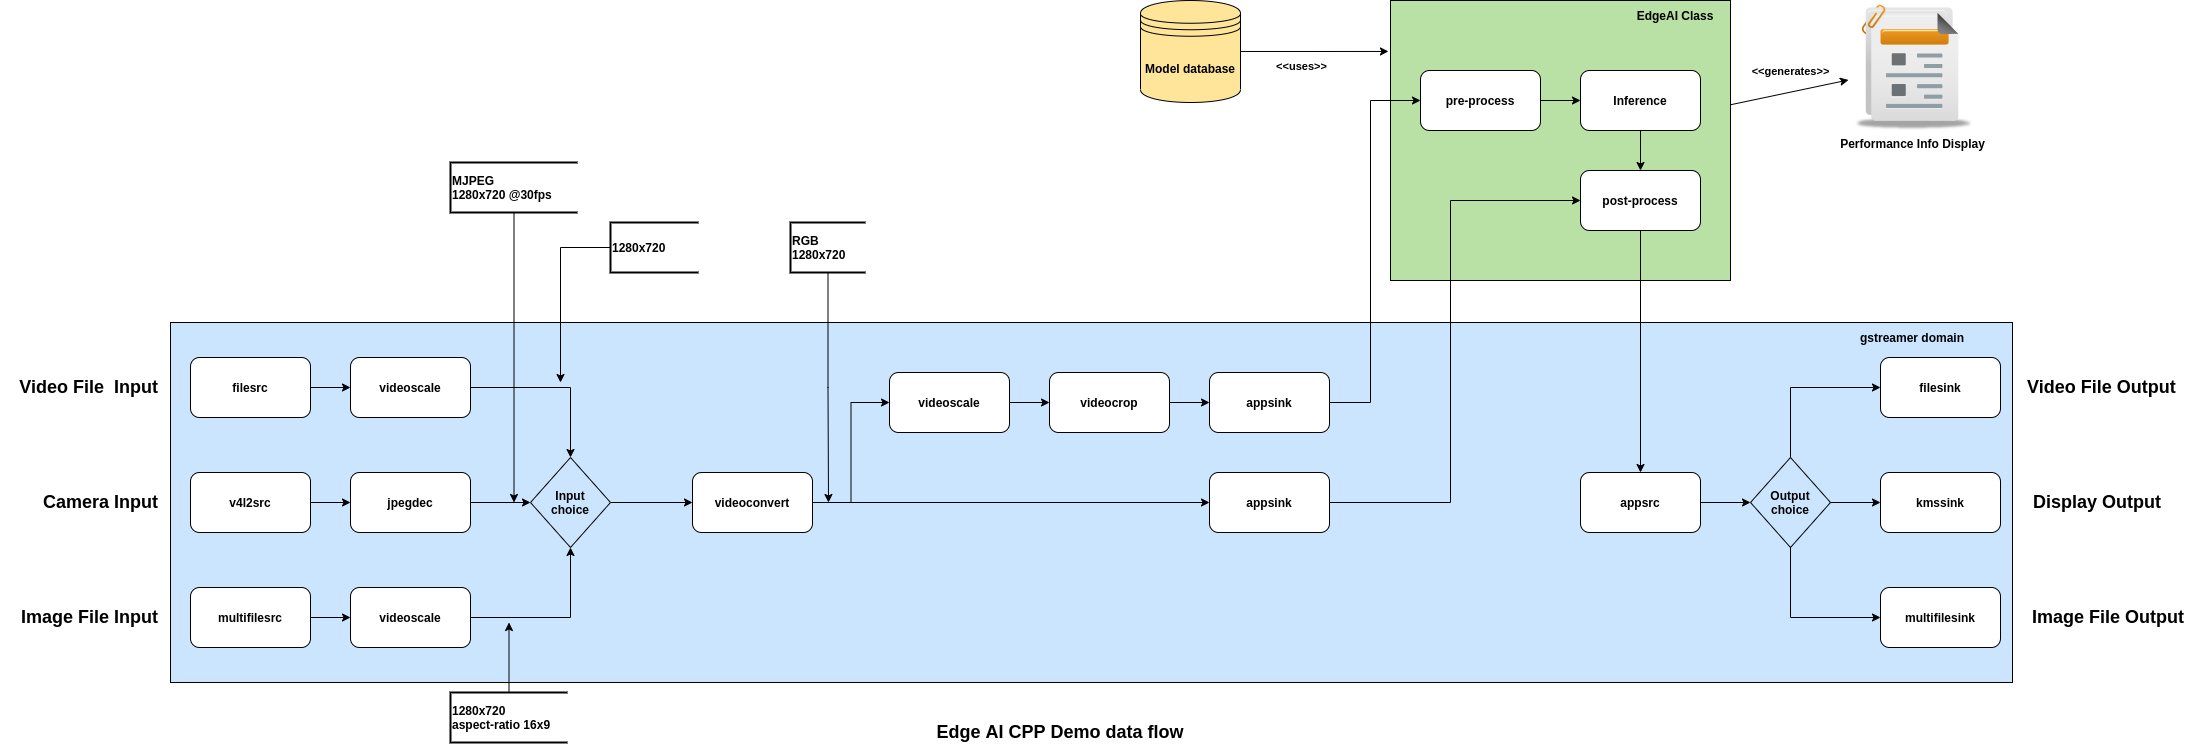 Model database
<<uses>>
EdgeAI Class
pre-process
Inference
post-process
<<generates>>
Performance Info Display
MJPEG
1280x720 @30fps
1280x720
RGB
1280x720
gstreamer domain
Video File  Input
filesrc
videoscale
videoscale
videocrop
appsink
filesink
Video File Output
Camera Input
v4l2src
jpegdec
Input
choice
videoconvert
appsink
appsrc
Output
choice
kmssink
Display Output
Image File Input
multifilesrc
videoscale
multifilesink
Image File Output
1280x720
aspect-ratio 16x9
Edge AI CPP Demo data flow